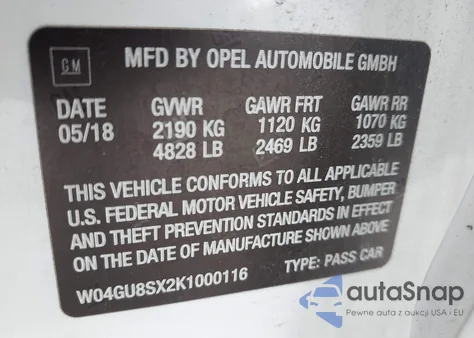 GM
MFD BY OPEL AUTOMOBILE GMBH
DATE GVWR GAWR FRT GAWR RR
05/18 2190 KG 1120 KG 1070 KG
4828 LB 2469 LB 2359 LB
THIS VEHICLE CONFORMS TO ALL APPLICABLE
U.S. FEDERAL MOTOR VEHICLE SAFETY, BUMPER
AND THEFT PREVENTION STANDARDS IN EFFECT
ON THE DATE OF MANUFACTURE SHOWN ABOVE
W04GU8SX2K1000116 TYPE: PASS CAR
autoSnap
Pewne auta z aukcji USA i EU